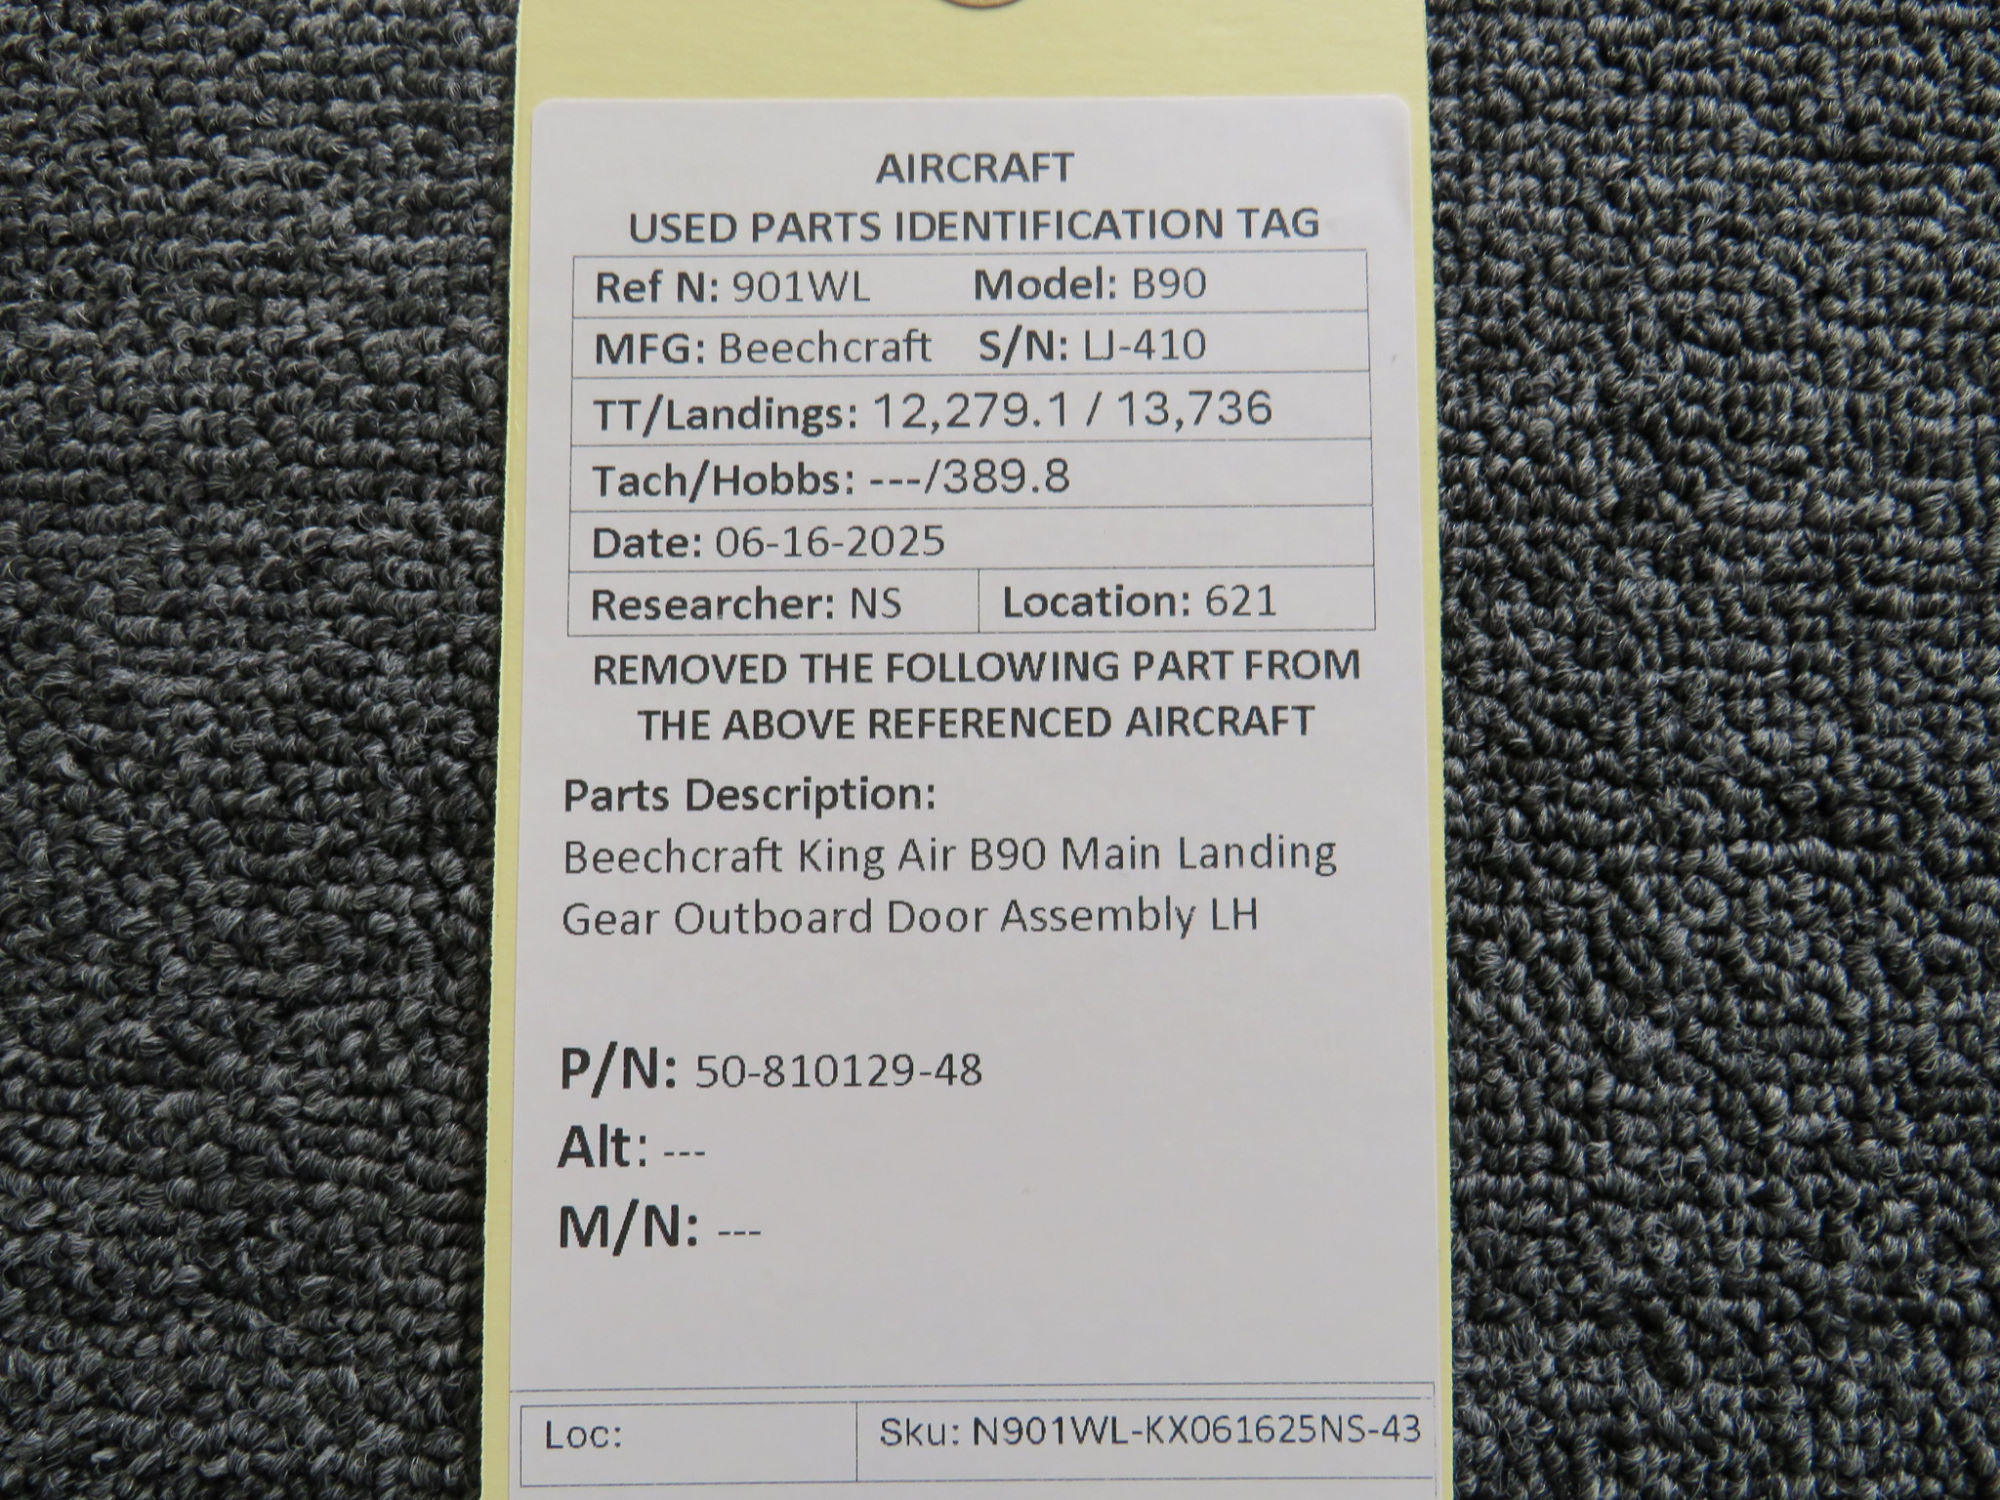 AIRCRAFT
USED PARTS IDENTIFICATION TAG
Ref N: 901WL Model: B90
MFG: Beechcraft S/N: LJ-410
TT/Landings: 12,279.1 / 13,736
Tach/Hobbs: ---/389.8
Date: 06-16-2025
Researcher: NS Location: 621
REMOVED THE FOLLOWING PART FROM
THE ABOVE REFERENCED AIRCRAFT
Parts Description:
Beechcraft King Air B90 Main Landing
Gear Outboard Door Assembly LH
P/N: 50-810129-48
Alt: ---
M/N: ---
Loc: Sku: N901WL-KX061625NS-43